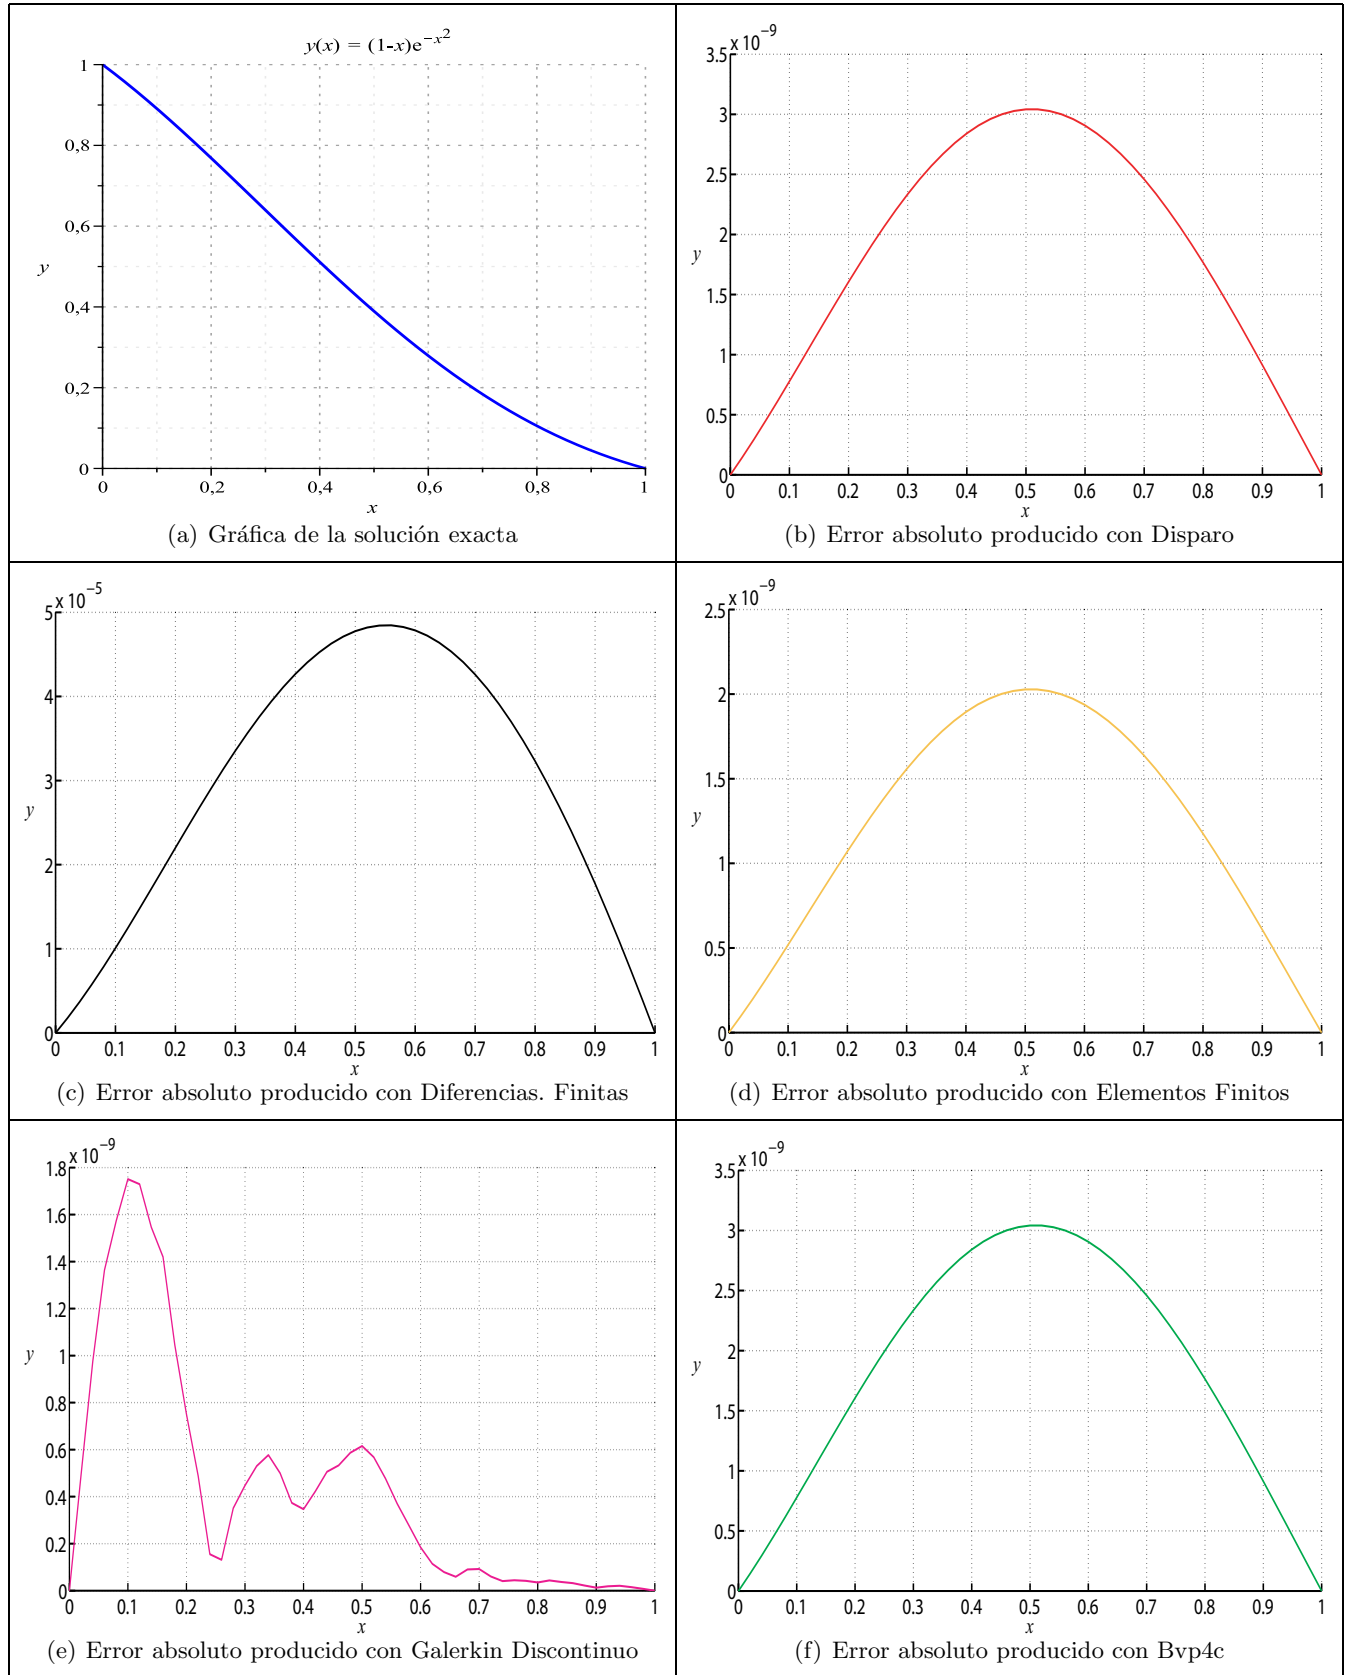 y(x) = (1-x)e^{-x^2}
1
0,8
0,6
y
0,4
0,2
0
0 0,2 0,4 0,6 0,8 1
x
(a) Gráfica de la solución exacta
x 10^{-9}
3.5
3
2.5
2
y
1.5
1
0.5
0
0 0.1 0.2 0.3 0.4 0.5 0.6 0.7 0.8 0.9 1
x
(b) Error absoluto producido con Disparo
x 10^{-5}
5
4
3
y
2
1
0
0 0.1 0.2 0.3 0.4 0.5 0.6 0.7 0.8 0.9 1
x
(c) Error absoluto producido con Diferencias. Finitas
x 10^{-9}
2.5
2
1.5
y
1
0.5
0
0 0.1 0.2 0.3 0.4 0.5 0.6 0.7 0.8 0.9 1
x
(d) Error absoluto producido con Elementos Finitos
x 10^{-9}
1.8
1.6
1.4
1.2
y
1
0.8
0.6
0.4
0.2
0
0 0.1 0.2 0.3 0.4 0.5 0.6 0.7 0.8 0.9 1
x
(e) Error absoluto producido con Galerkin Discontinuo
x 10^{-9}
3.5
3
2.5
2
y
1.5
1
0.5
0
0 0.1 0.2 0.3 0.4 0.5 0.6 0.7 0.8 0.9 1
x
(f) Error absoluto producido con Bvp4c